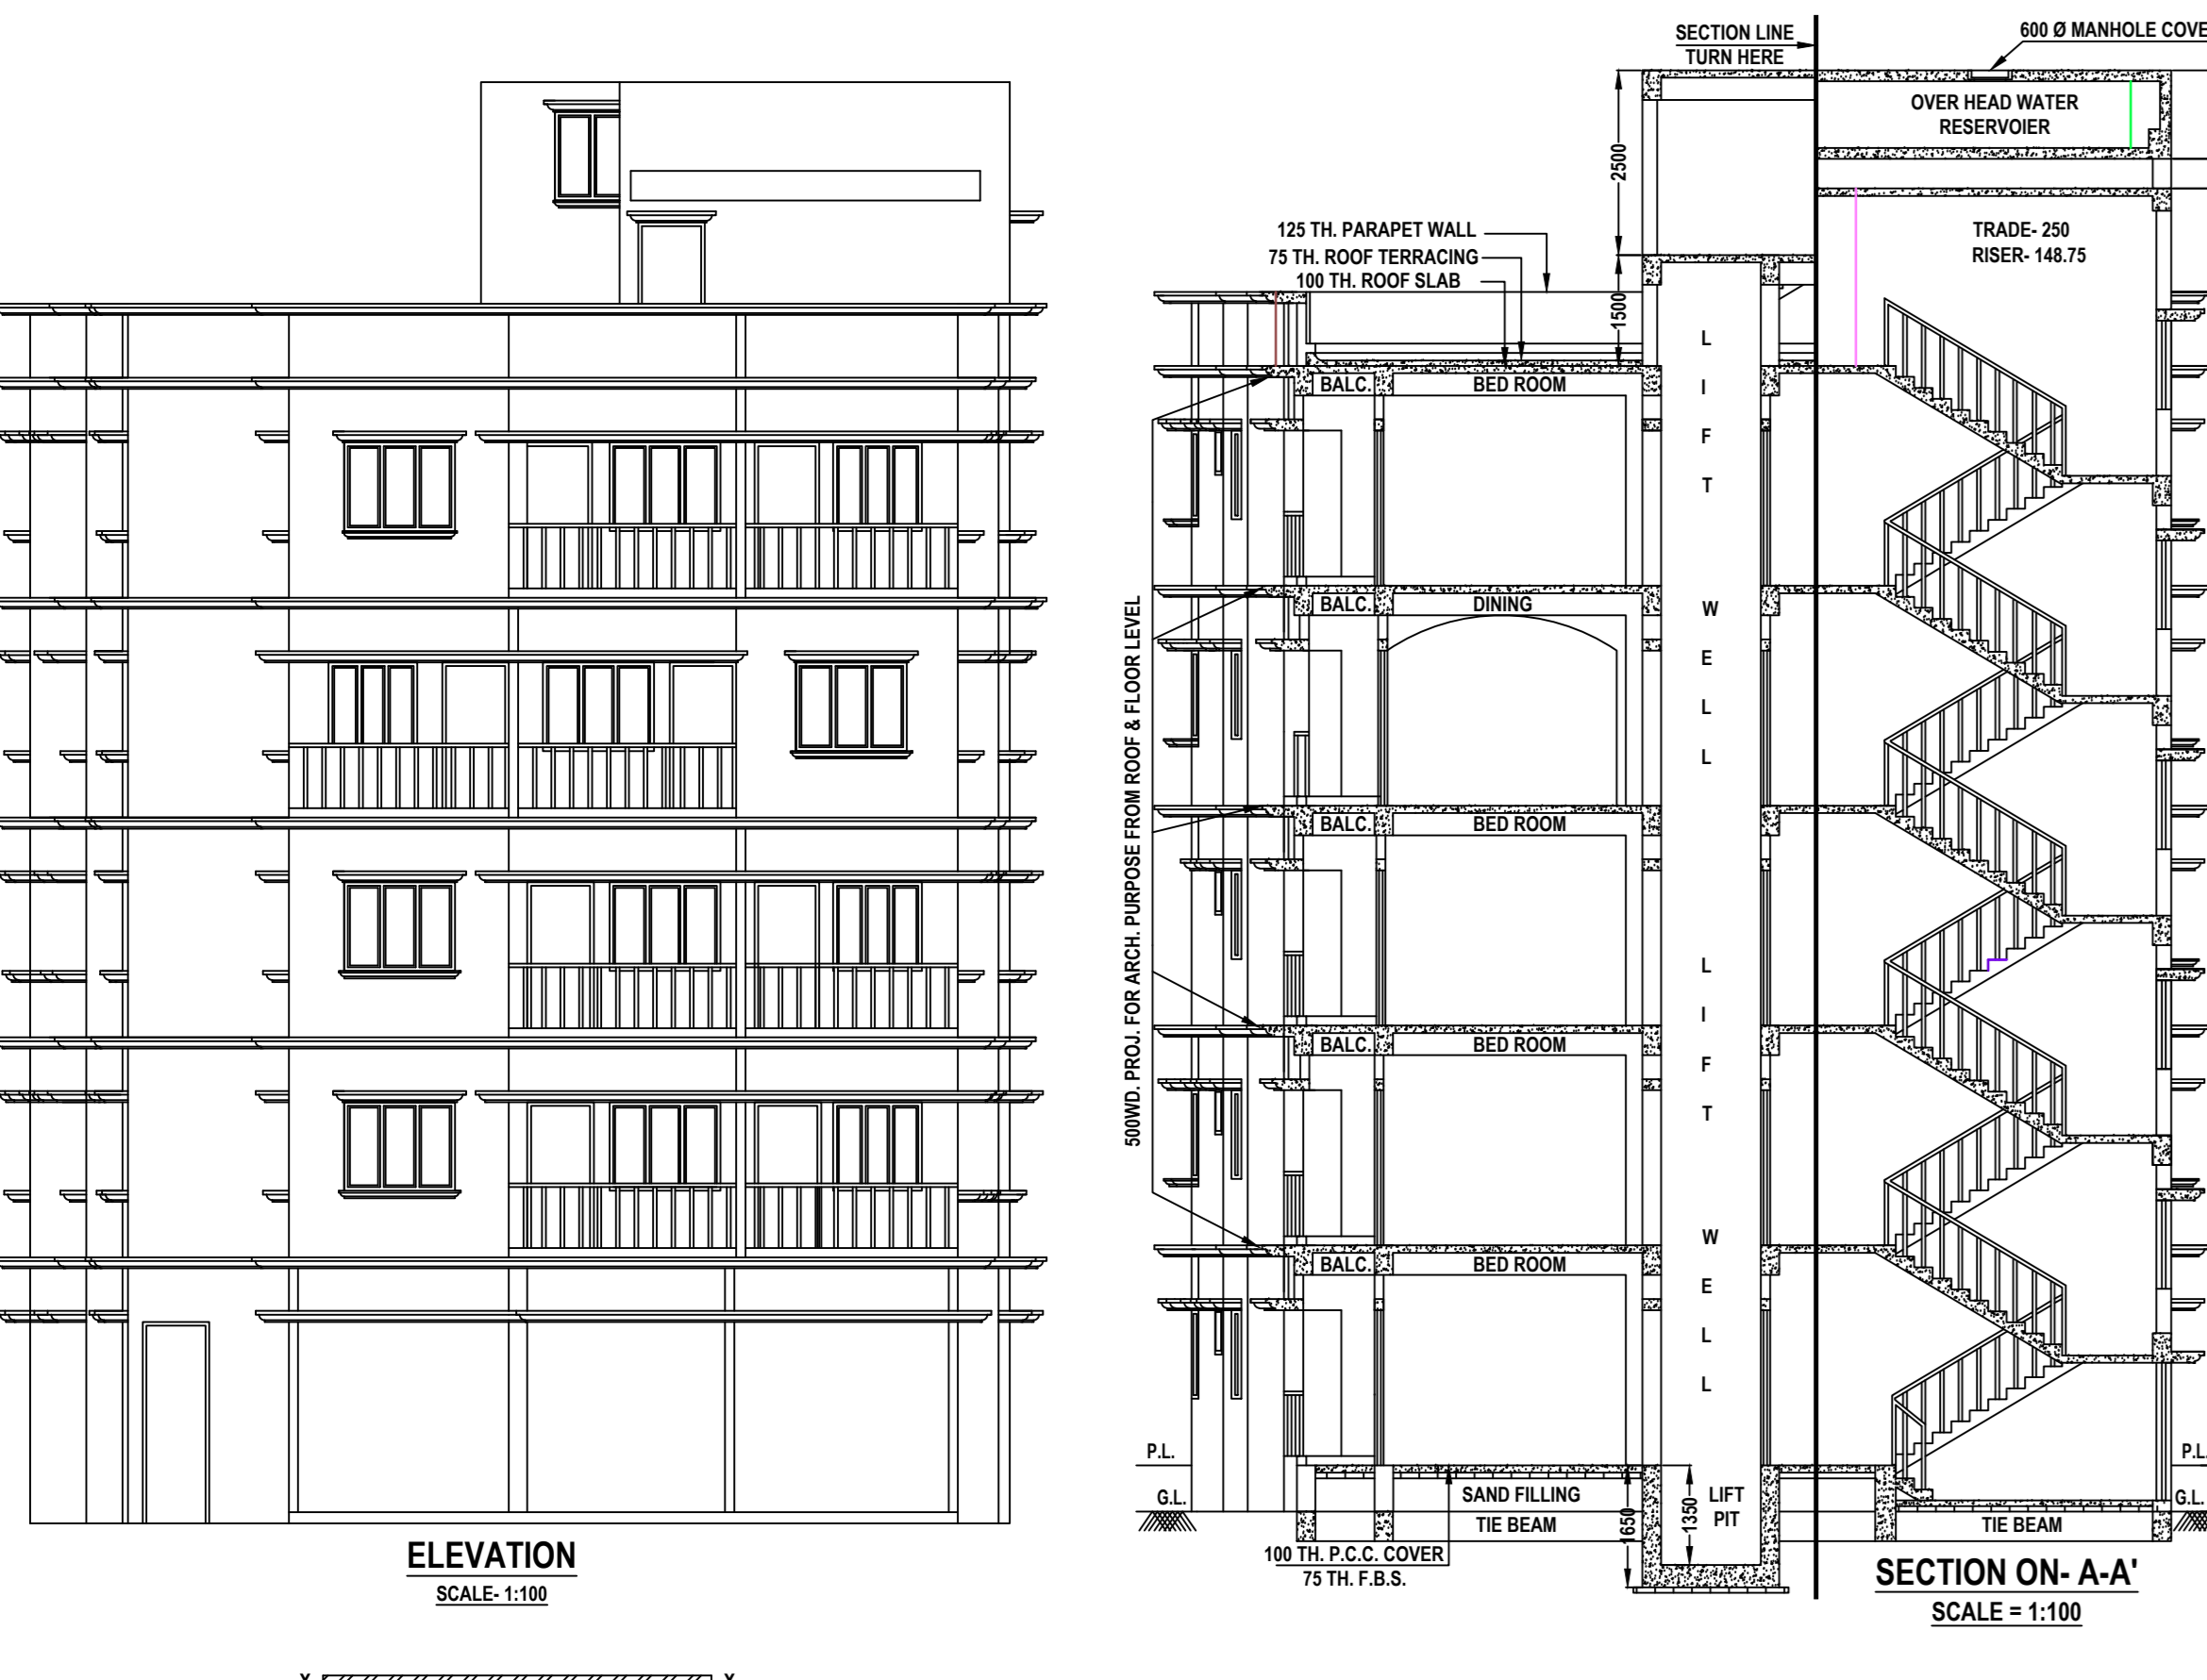 SECTION LINE
TURN HERE
600 Ø MANHOLE COVE
OVER HEAD WATER
RESERVOIER
2500
TRADE- 250
RISER- 148.75
125 TH. PARAPET WALL
75 TH. ROOF TERRACING
100 TH. ROOF SLAB
1500
BALC.
BED ROOM
BALC.
DINING
BALC.
BED ROOM
BALC.
BED ROOM
BALC.
BED ROOM
L
I
F
T
W
E
L
L
L
I
F
T
W
E
L
L
500WD. PROJ. FOR ARCH. PURPOSE FROM ROOF & FLOOR LEVEL
P.L.
P.L.
G.L.
G.L.
SAND FILLING
TIE BEAM
1650
1350
LIFT
PIT
TIE BEAM
100 TH. P.C.C. COVER
75 TH. F.B.S.
ELEVATION
SCALE- 1:100
SECTION ON- A-A'
SCALE = 1:100